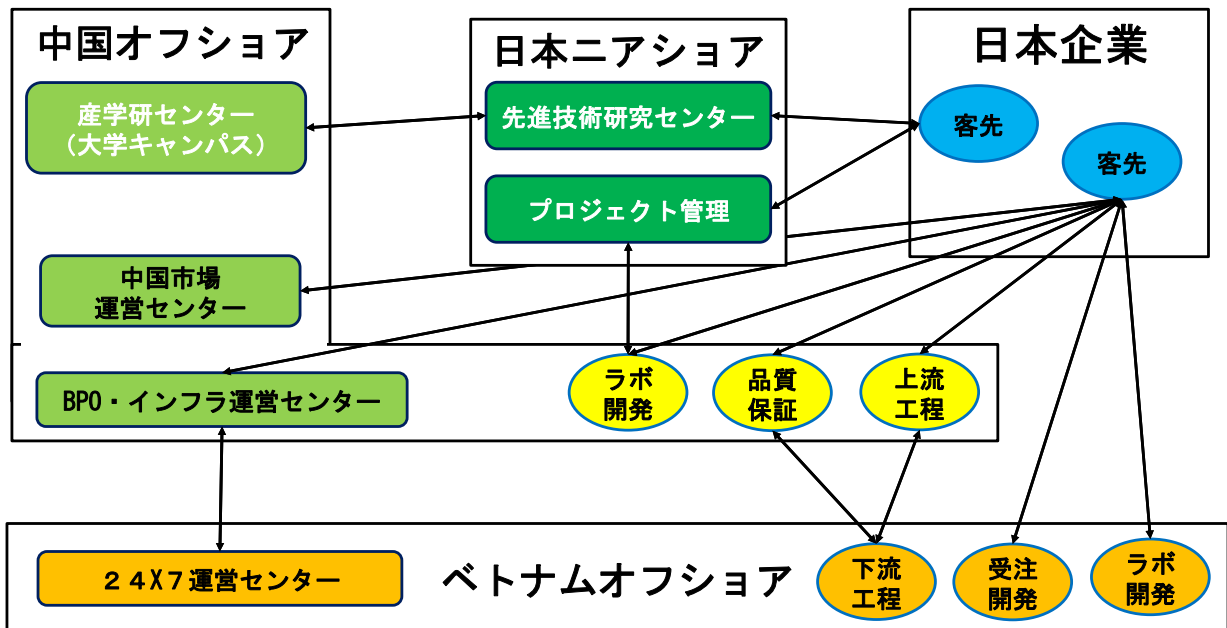 中国オフショア
産学研センター
（大学キャンパス）
中国市場
運営センター
BPO・インフラ運営センター
日本ニアショア
先進技術研究センター
プロジェクト管理
日本企業
客先
客先
ラボ
開発
品質
保証
上流
工程
２４X７運営センター
ベトナムオフショア
下流
工程
受注
開発
ラボ
開発